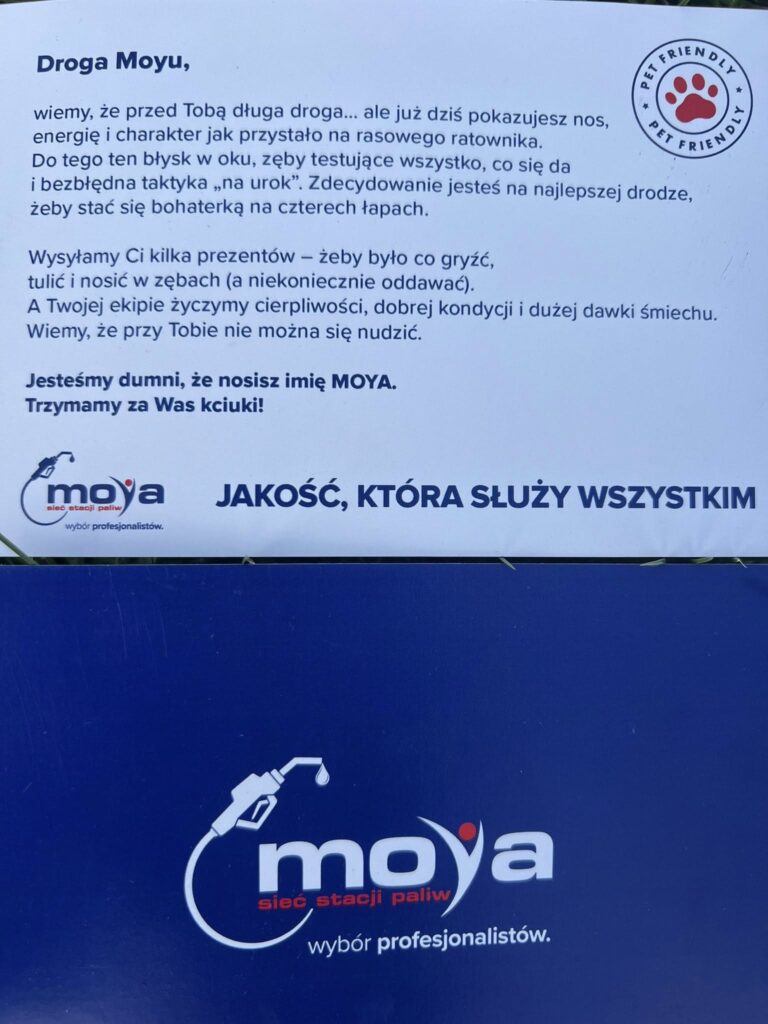 Droga Moyu,
PET FRIENDLY
PET FRIENDLY
wiemy, że przed Tobą długa droga... ale już dziś pokazujesz nos,
energię i charakter jak przystało na rasowego ratownika.
Do tego ten błysk w oku, zęby testujące wszystko, co się da
i bezbłędna taktyka „na urok”. Zdecydowanie jesteś na najlepszej drodze,
żeby stać się bohaterką na czterech łapach.
Wysyłamy Ci kilka prezentów – żeby było co gryźć,
tulić i nosić w zębach (a niekoniecznie oddawać).
A Twojej ekipie życzymy cierpliwości, dobrej kondycji i dużej dawki śmiechu.
Wiemy, że przy Tobie nie można się nudzić.
Jesteśmy dumni, że nosisz imię MOYA.
Trzymamy za Was kciuki!
moya
sieć stacji paliw
wybór profesjonalistów.
JAKOŚĆ, KTÓRA SŁUŻY WSZYSTKIM
moya
sieć stacji paliw
wybór profesjonalistów.